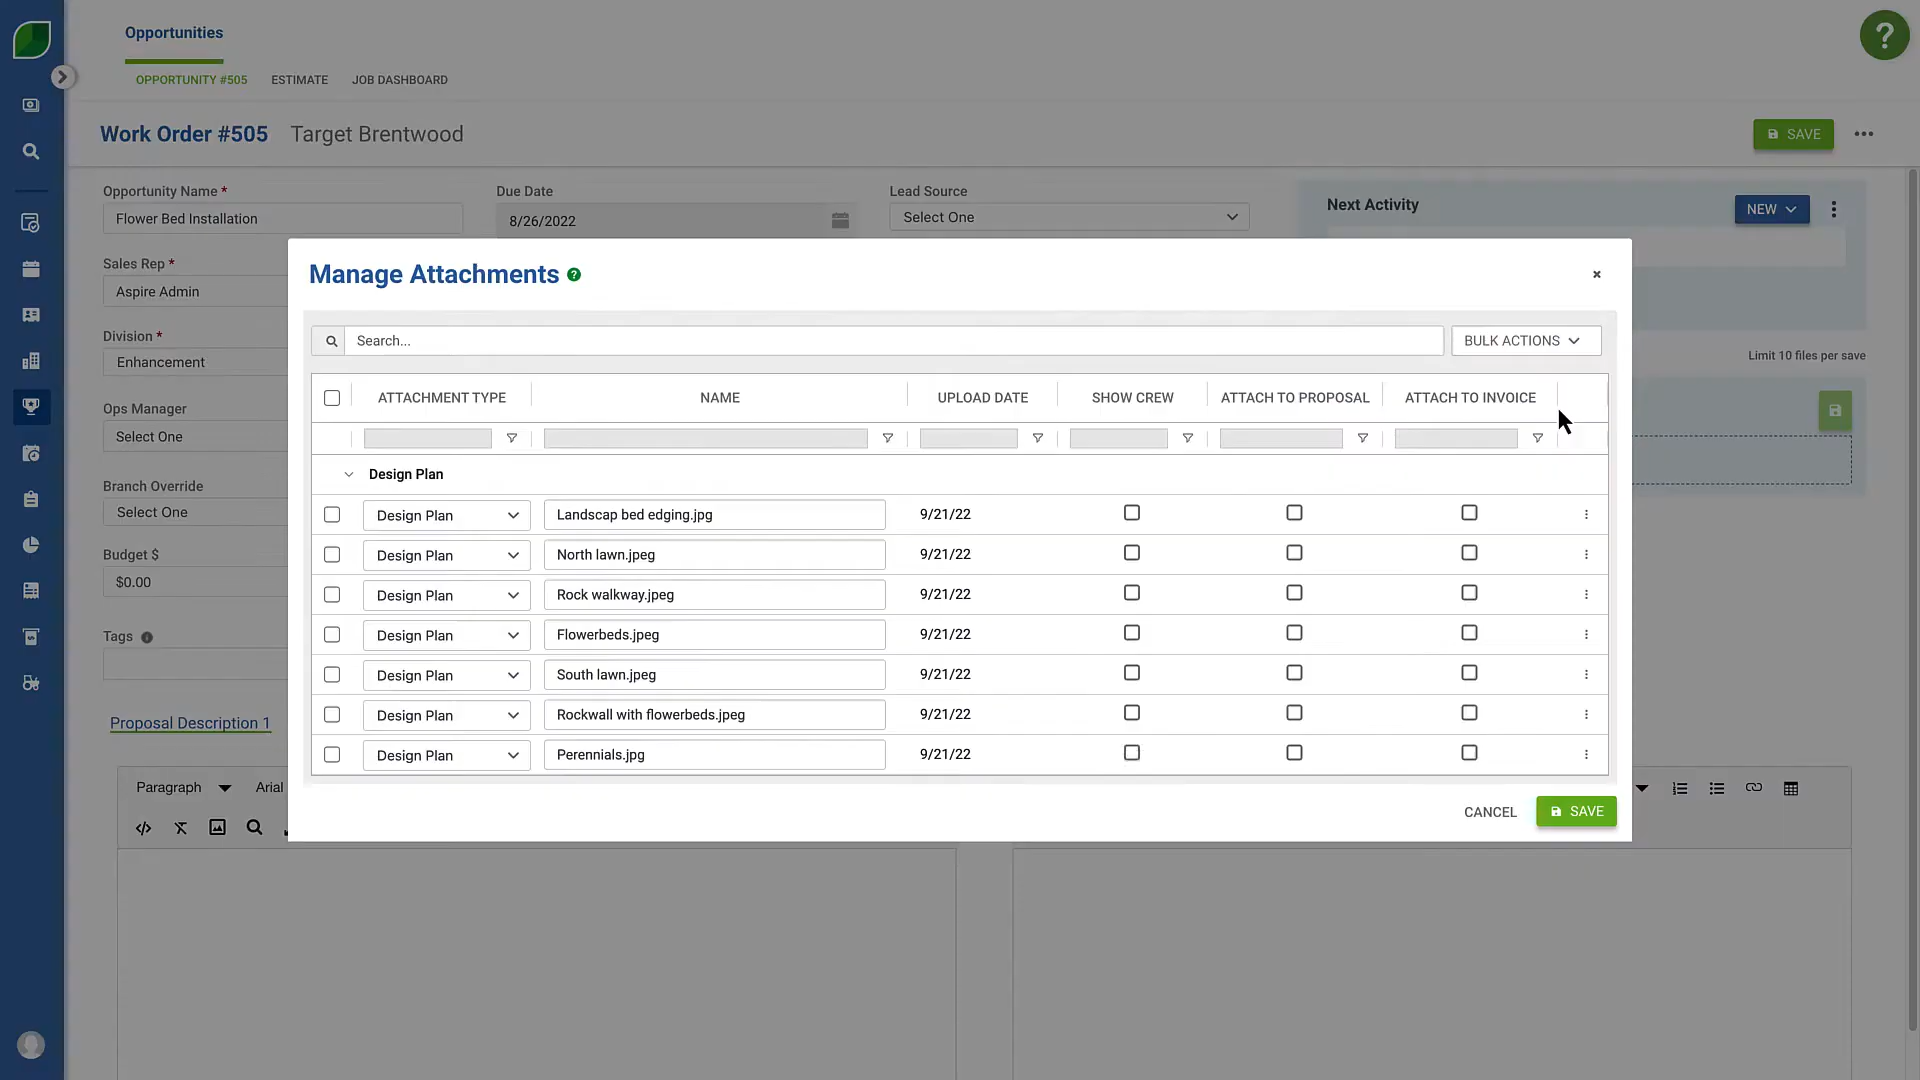 Opportunities
?
OPPORTUNITY #505 ESTIMATE JOB DASHBOARD
Work Order #505 Target Brentwood
SAVE
Opportunity Name *
Due Date
Lead Source
Next Activity
NEW
Flower Bed Installation
8/26/2022
Select One
Sales Rep *
Aspire Admin
Division *
Enhancement
Ops Manager
Select One
Branch Override
Select One
Budget $
$0.00
Tags
Limit 10 files per save
Manage Attachments ?
Search...
BULK ACTIONS
ATTACHMENT TYPE NAME UPLOAD DATE SHOW CREW ATTACH TO PROPOSAL ATTACH TO INVOICE
Design Plan
Design Plan Landscap bed edging.jpg 9/21/22
Design Plan North lawn.jpeg 9/21/22
Design Plan Rock walkway.jpeg 9/21/22
Design Plan Flowerbeds.jpeg 9/21/22
Design Plan South lawn.jpeg 9/21/22
Design Plan Rockwall with flowerbeds.jpeg 9/21/22
Design Plan Perennials.jpg 9/21/22
CANCEL SAVE
Proposal Description 1
Paragraph Arial